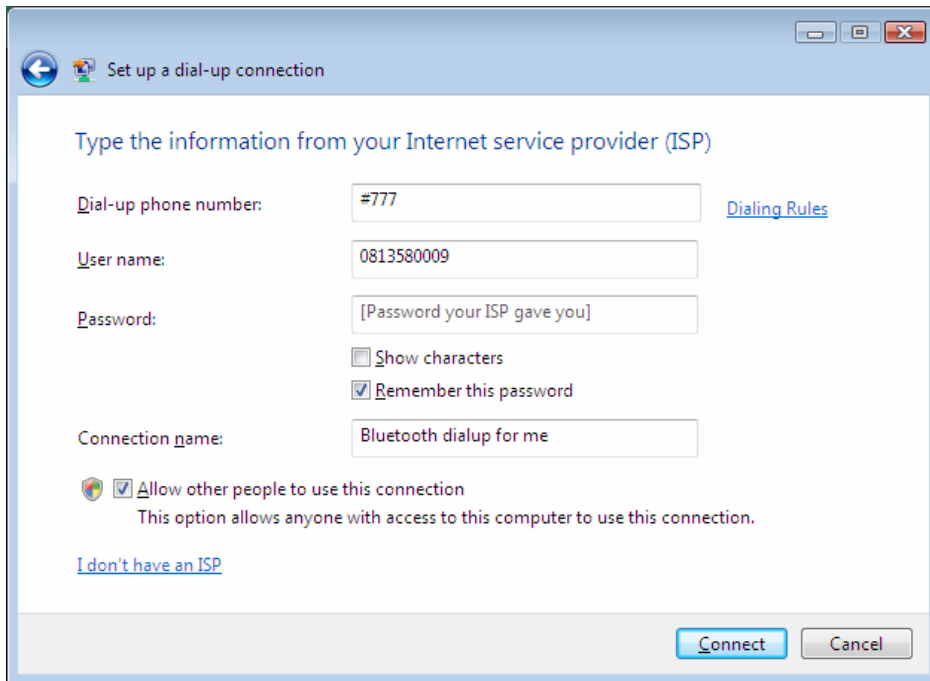 Set up a dial-up connection
Type the information from your Internet service provider (ISP)
Dial-up phone number: #777 Dialing Rules
User name: 0813580009
Password: [Password your ISP gave you]
Show characters
Remember this password
Connection name: Bluetooth dialup for me
Allow other people to use this connection
This option allows anyone with access to this computer to use this connection.
I don't have an ISP
Connect Cancel